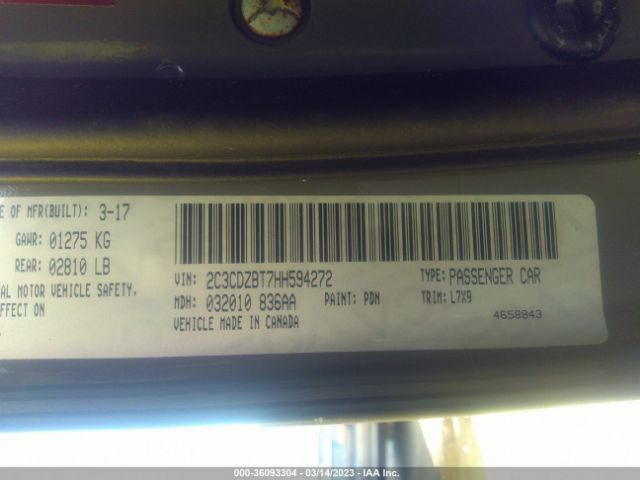 E OF MFR(BUILT): 3-17
GAWR: 01275 KG
REAR: 02810 LB
AL MOTOR VEHICLE SAFETY,
EFFECT ON
VIN: 2C3CDZBT7HH594272
TYPE: PASSENGER CAR
MDH: 032010 836AA
PAINT: PDN
TRIM: L7X9
VEHICLE MADE IN CANADA
4658843
000-36093304 - 03/14/2023 - IAA Inc.